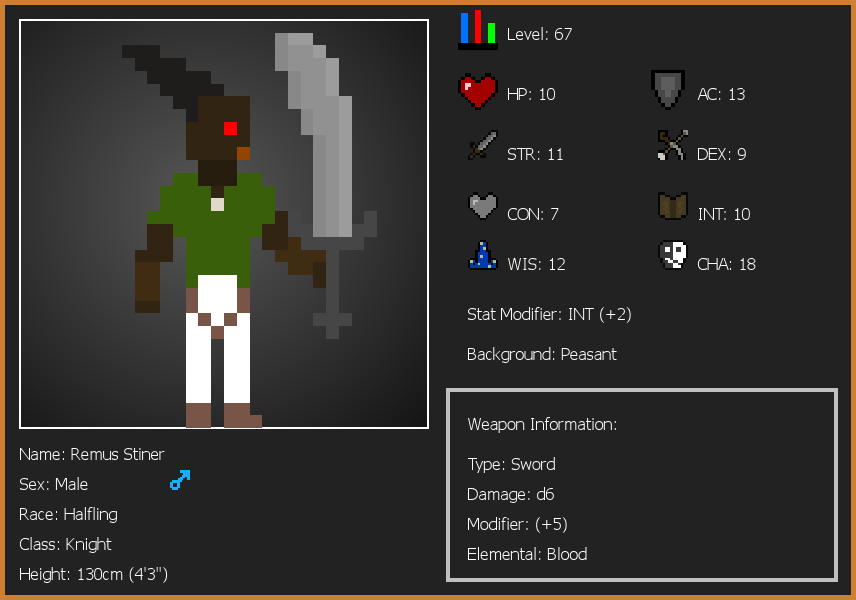 Level: 67
HP: 10
AC: 13
STR: 11
DEX: 9
CON: 7
INT: 10
WIS: 12
CHA: 18
Stat Modifier: INT (+2)
Background: Peasant
Weapon Information:
Type: Sword
Damage: d6
Modifier: (+5)
Elemental: Blood
Name: Remus Stiner
Sex: Male
Race: Halfling
Class: Knight
Height: 130cm (4'3")